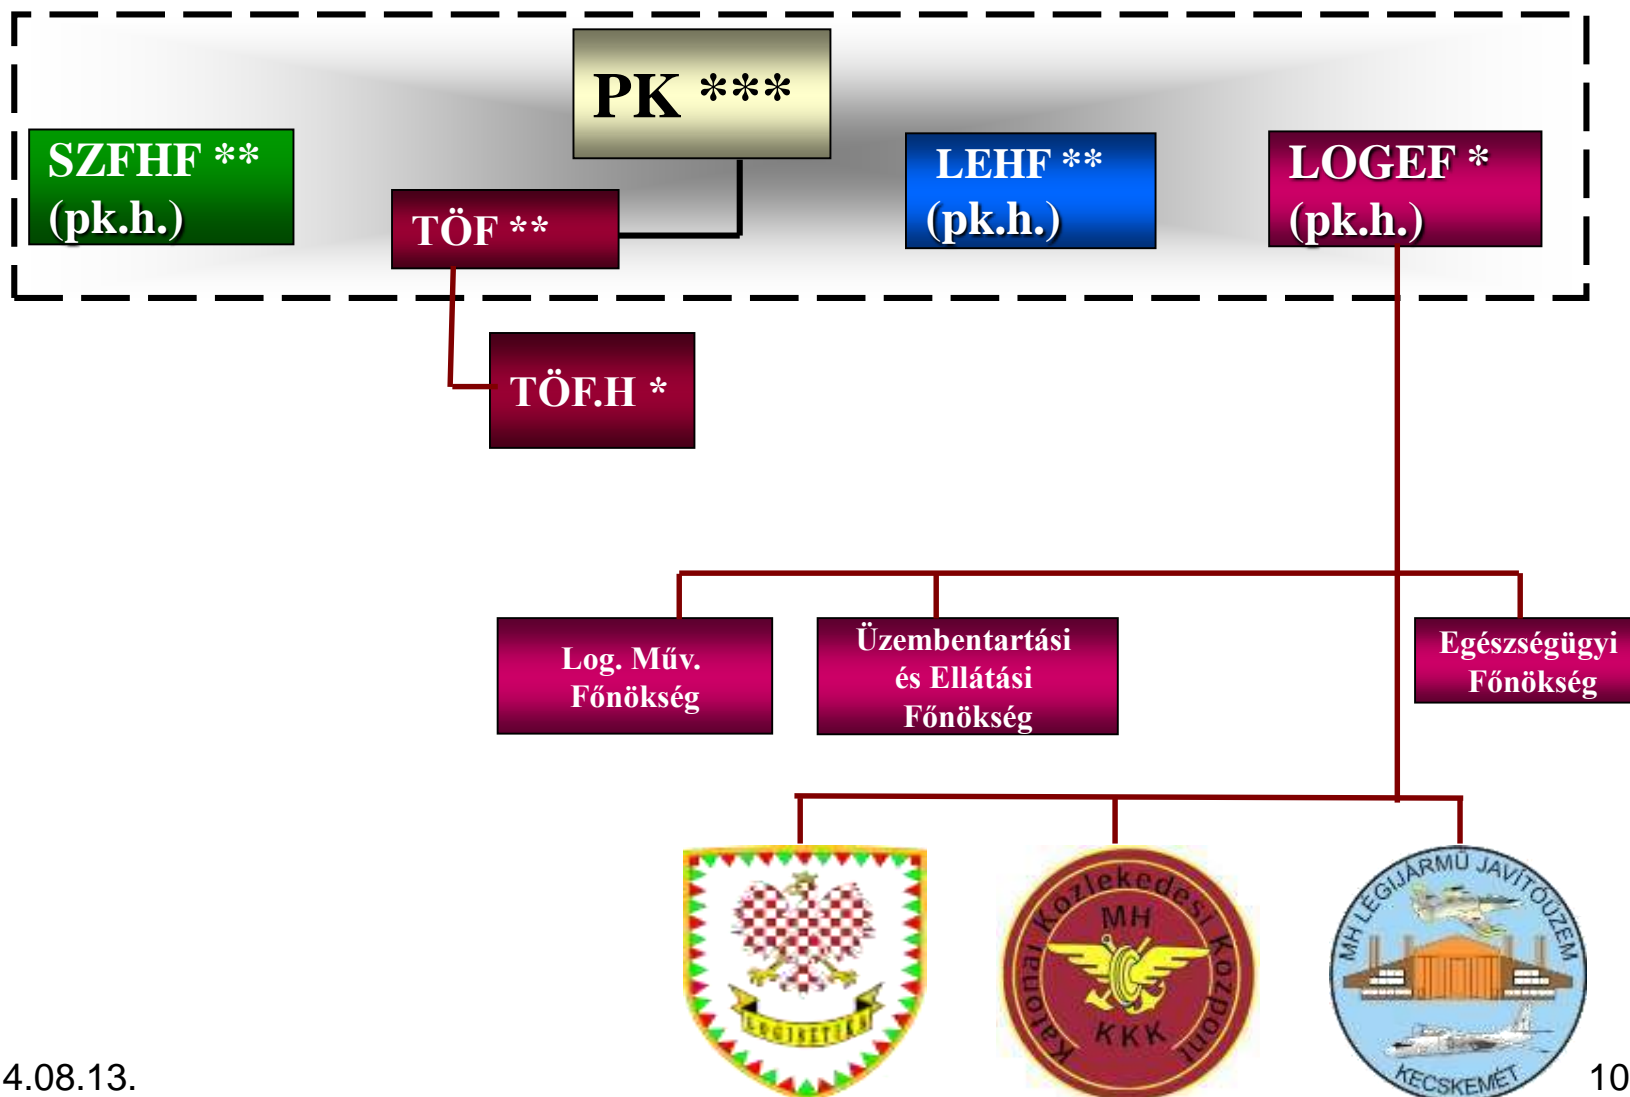 PK ***
SZFHF **
(pk.h.)
TÖF **
LEHF **
(pk.h.)
LOGEF *
(pk.h.)
TÖF.H *
Log. Műv.
Főnökség
Üzembentartási
és Ellátási
Főnökség
Egészségügyi
Főnökség
LOGISZTIKA
Katonai Közlekedési Központ
MH
KKK
MH LÉGIJÁRMŰ JAVÍTÓÜZEM
KECSKEMÉT
4.08.13.
10